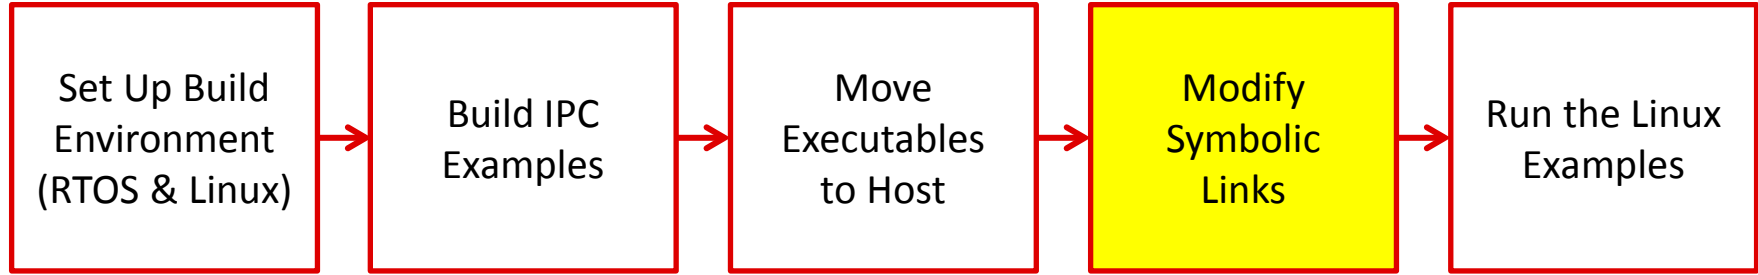 Set Up Build
Environment
(RTOS & Linux)
Build IPC
Examples
Move
Executables
to Host
Modify
Symbolic
Links
Run the Linux
Examples